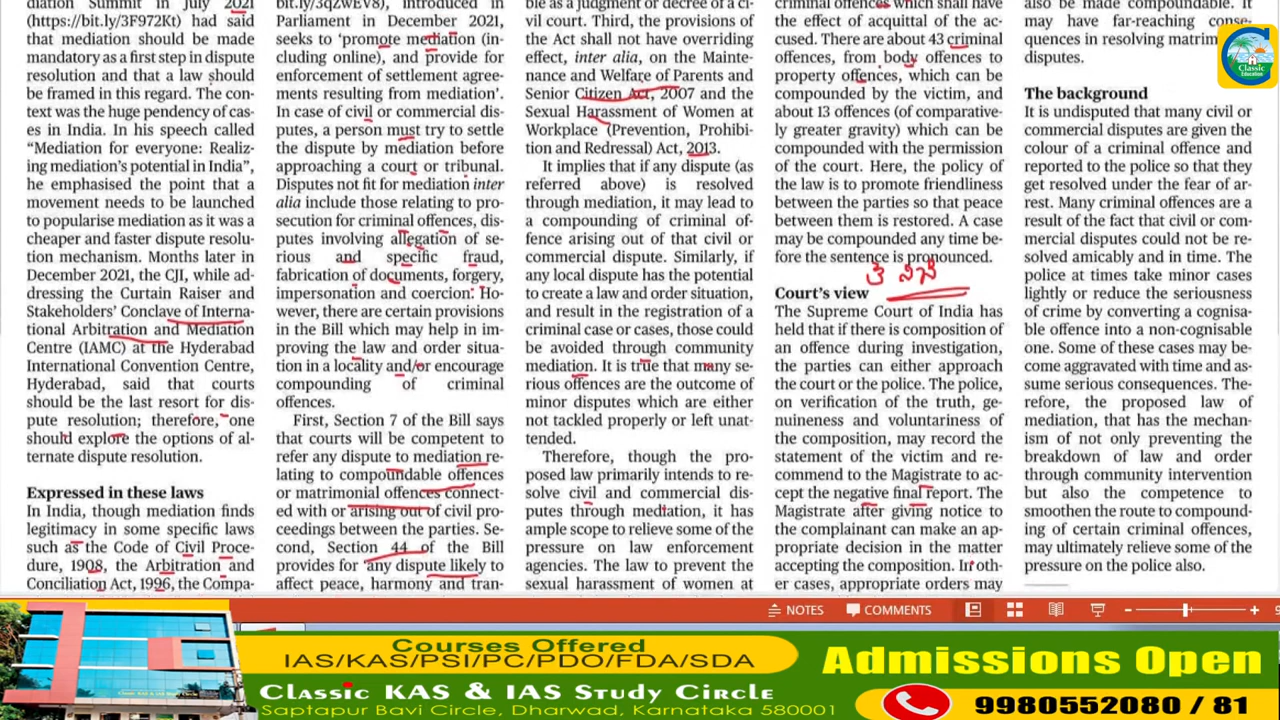 diation Summit in July 2021
(https://bit.ly/3F972Kt) had said
that mediation should be made
mandatory as a first step in dispute
resolution and that a law should
be framed in this regard. The con-
text was the huge pendency of cas-
es in India. In his speech called
“Mediation for everyone: Realiz-
ing mediation’s potential in India”,
he emphasised the point that a
movement needs to be launched
to popularise mediation as it was a
cheaper and faster dispute resolu-
tion mechanism. Months later in
December 2021, the CJI, while ad-
dressing the Curtain Raiser and
Stakeholders’ Conclave of Interna-
tional Arbitration and Mediation
Centre (IAMC) at the Hyderabad
International Convention Centre,
Hyderabad, said that courts
should be the last resort for dis-
pute resolution; therefore, one
should explore the options of al-
ternate dispute resolution.
Expressed in these laws
In India, though mediation finds
legitimacy in some specific laws
such as the Code of Civil Proce-
dure, 1908, the Arbitration and
Conciliation Act, 1996, the Compa-
bit.ly/3qZwEV8), introduced in
Parliament in December 2021,
seeks to ‘promote mediation (in-
cluding online), and provide for
enforcement of settlement agree-
ments resulting from mediation’.
In case of civil or commercial dis-
putes, a person must try to settle
the dispute by mediation before
approaching a court or tribunal.
Disputes not fit for mediation inter
alia include those relating to pro-
secution for criminal offences, dis-
putes involving allegation of se-
rious and specific fraud,
fabrication of documents, forgery,
impersonation and coercion. Ho-
wever, there are certain provisions
in the Bill which may help in im-
proving the law and order situa-
tion in a locality and/or encourage
compounding of criminal
offences.
First, Section 7 of the Bill says
that courts will be competent to
refer any dispute to mediation re-
lating to compoundable offences
or matrimonial offences connect-
ed with or arising out of civil pro-
ceedings between the parties. Se-
cond, Section 44 of the Bill
provides for ‘any dispute likely to
affect peace, harmony and tran-
ble as a judgment or decree of a ci-
vil court. Third, the provisions of
the Act shall not have overriding
effect, inter alia, on the Mainte-
nance and Welfare of Parents and
Senior Citizen Act, 2007 and the
Sexual Harassment of Women at
Workplace (Prevention, Prohibi-
tion and Redressal) Act, 2013.
It implies that if any dispute (as
referred above) is resolved
through mediation, it may lead to
a compounding of criminal of-
fence arising out of that civil or
commercial dispute. Similarly, if
any local dispute has the potential
to create a law and order situation,
and result in the registration of a
criminal case or cases, those could
be avoided through community
mediation. It is true that many se-
rious offences are the outcome of
minor disputes which are either
not tackled properly or left unat-
tended.
Therefore, though the pro-
posed law primarily intends to re-
solve civil and commercial dis-
putes through mediation, it has
ample scope to relieve some of the
pressure on law enforcement
agencies. The law to prevent the
sexual harassment of women at
criminal offences which shall have
the effect of acquittal of the ac-
cused. There are about 43 criminal
offences, from body offences to
property offences, which can be
compounded by the victim, and
about 13 offences (of comparative-
ly greater gravity) which can be
compounded with the permission
of the court. Here, the policy of
the law is to promote friendliness
between the parties so that peace
between them is restored. A case
may be compounded any time be-
fore the sentence is pronounced.
Court’s view
The Supreme Court of India has
held that if there is composition of
an offence during investigation,
the parties can either approach
the court or the police. The police,
on verification of the truth, ge-
nuineness and voluntariness of
the composition, may record the
statement of the victim and re-
commend to the Magistrate to ac-
cept the negative final report. The
Magistrate after giving notice to
the complainant can make an ap-
propriate decision in the matter
accepting the composition. In oth-
er cases, appropriate orders may
also be made compoundable. It
may have far-reaching conse-
quences in resolving matrim
disputes.
The background
It is undisputed that many civil or
commercial disputes are given the
colour of a criminal offence and
reported to the police so that they
get resolved under the fear of ar-
rest. Many criminal offences are a
result of the fact that civil or com-
mercial disputes could not be re-
solved amicably and in time. The
police at times take minor cases
lightly or reduce the seriousness
of crime by converting a cognisa-
ble offence into a non-cognisable
one. Some of these cases may be-
come aggravated with time and as-
sume serious consequences. The-
refore, the proposed law of
mediation, that has the mechan-
ism of not only preventing the
breakdown of law and order
through community intervention
but also the competence to
smoothen the route to compound-
ing of certain criminal offences,
may ultimately relieve some of the
pressure on the police also.
Classic
Education
NOTES
COMMENTS
Courses Offered
IAS/KAS/PSI/PC/PDO/FDA/SDA
Classic KAS & IAS Study Circle
Saptapur Bavi Circle, Dharwad, Karnataka 580001
Admissions Open
9980552080 / 81